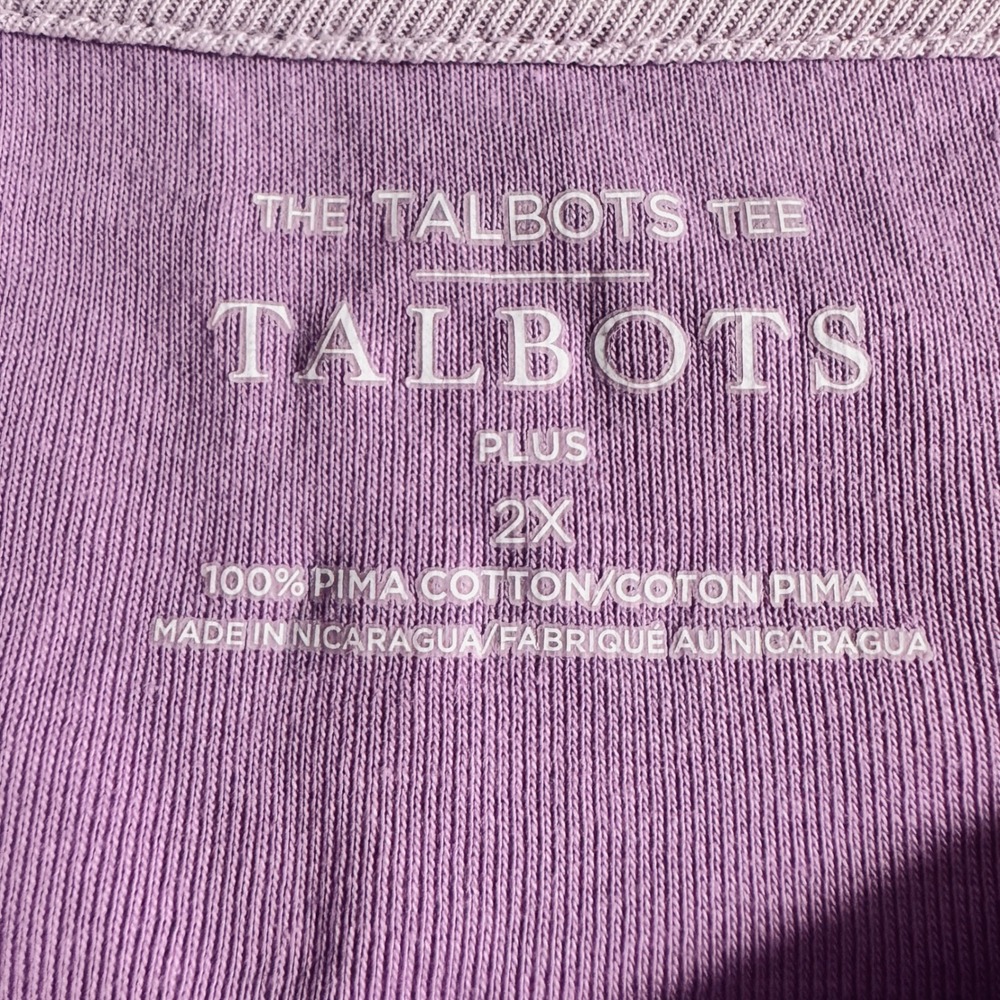 THE TALBOTS TEE
TALBOTS
PLUS
2X
100% PIMA COTTON/COTON PIMA
MADE IN NICARAGUA/FABRIQUÉ AU NICARAGUA